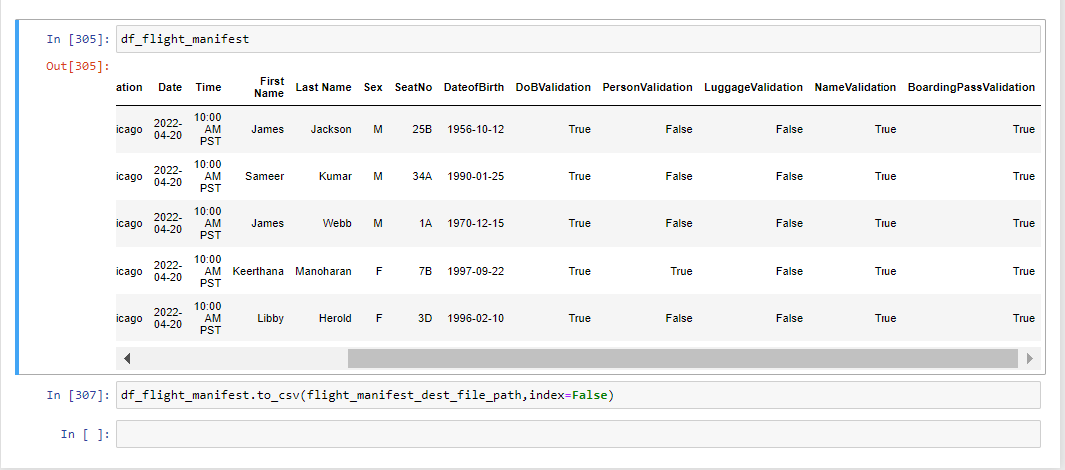 In [305]: df_flight_manifest
Out[305]:
ation Date Time First Name Last Name Sex SeatNo DateofBirth DoBValidation PersonValidation LuggageValidation NameValidation BoardingPassValidation
icago 2022-04-20 10:00 AM PST James Jackson M 25B 1956-10-12 True False False True True
icago 2022-04-20 10:00 AM PST Sameer Kumar M 34A 1990-01-25 True False False True True
icago 2022-04-20 10:00 AM PST James Webb M 1A 1970-12-15 True False False True True
icago 2022-04-20 10:00 AM PST Keerthana Manoharan F 7B 1997-09-22 True True False True True
icago 2022-04-20 10:00 AM PST Libby Herold F 3D 1996-02-10 True False False True True
In [307]: df_flight_manifest.to_csv(flight_manifest_dest_file_path,index=False)
In [ ]: